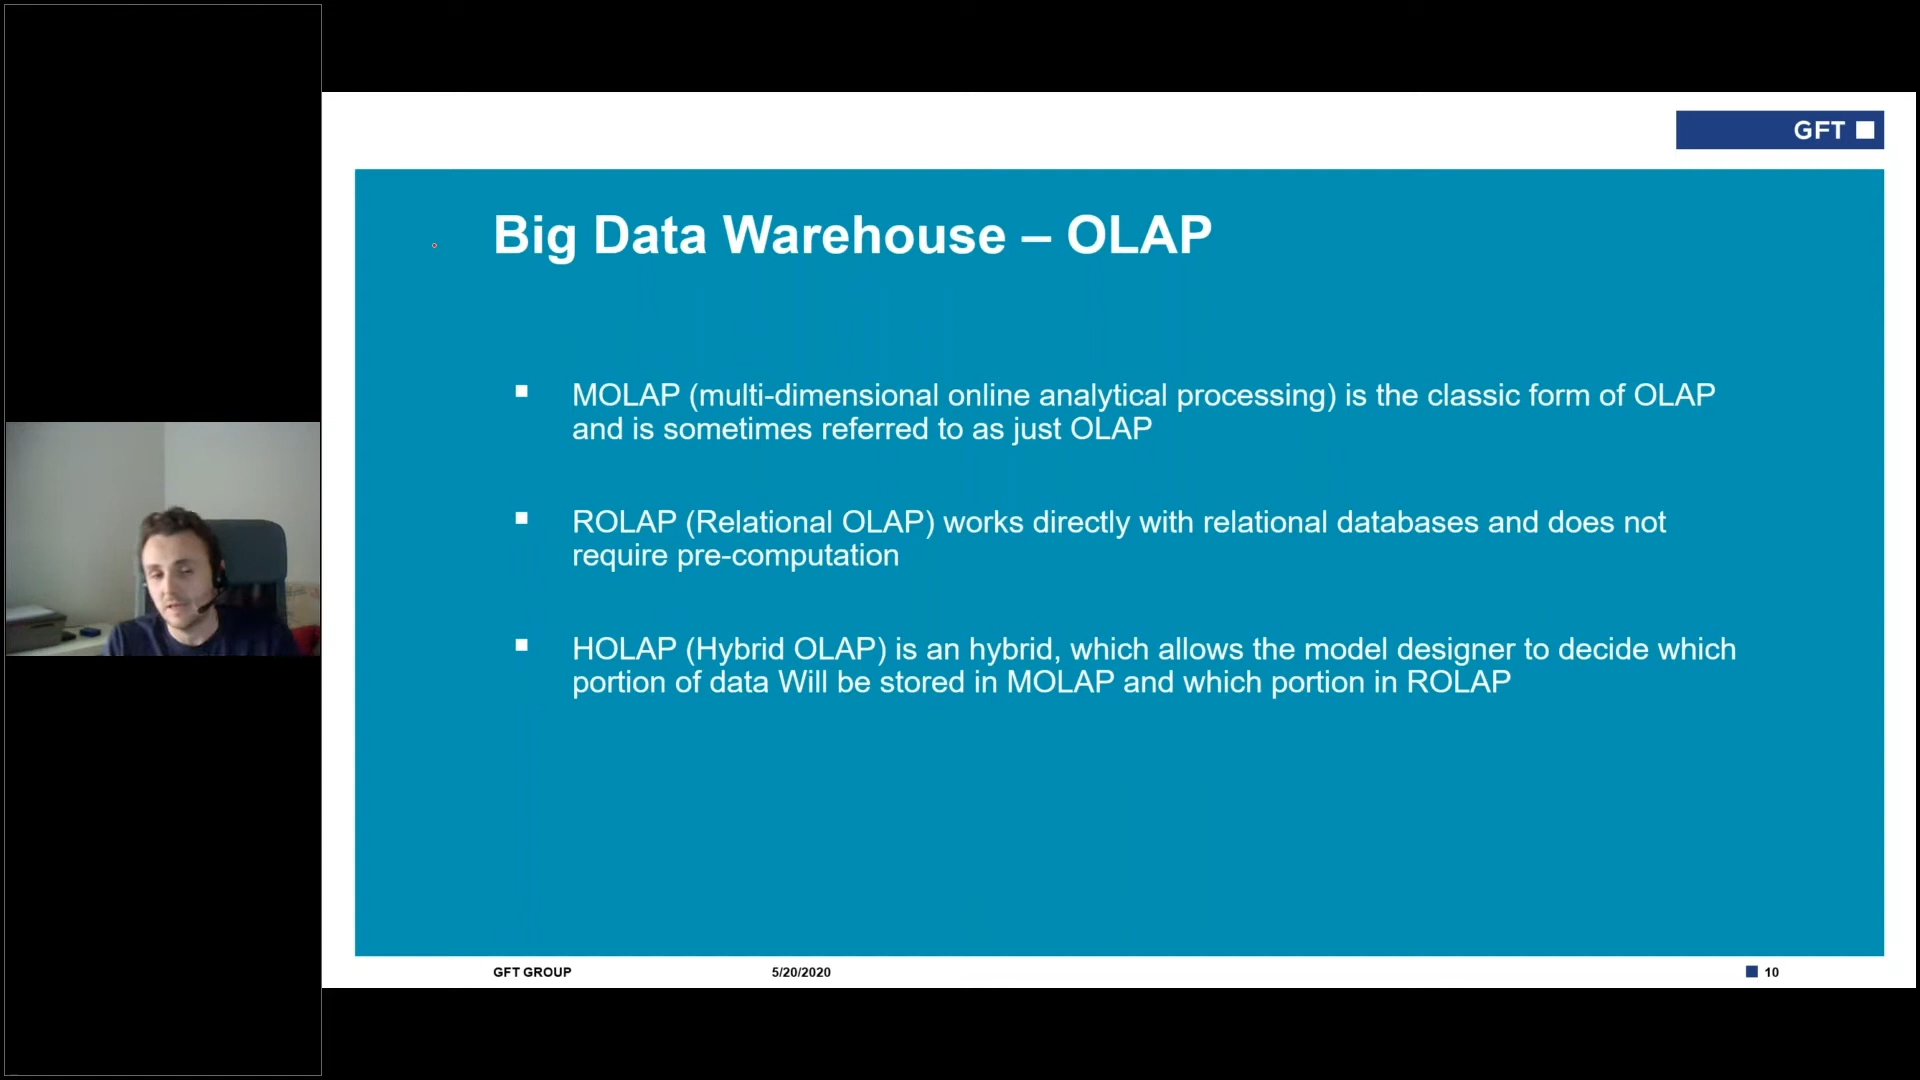 GFT
Big Data Warehouse – OLAP
MOLAP (multi-dimensional online analytical processing) is the classic form of OLAP
and is sometimes referred to as just OLAP
ROLAP (Relational OLAP) works directly with relational databases and does not
require pre-computation
HOLAP (Hybrid OLAP) is an hybrid, which allows the model designer to decide which
portion of data Will be stored in MOLAP and which portion in ROLAP
GFT GROUP
5/20/2020
10